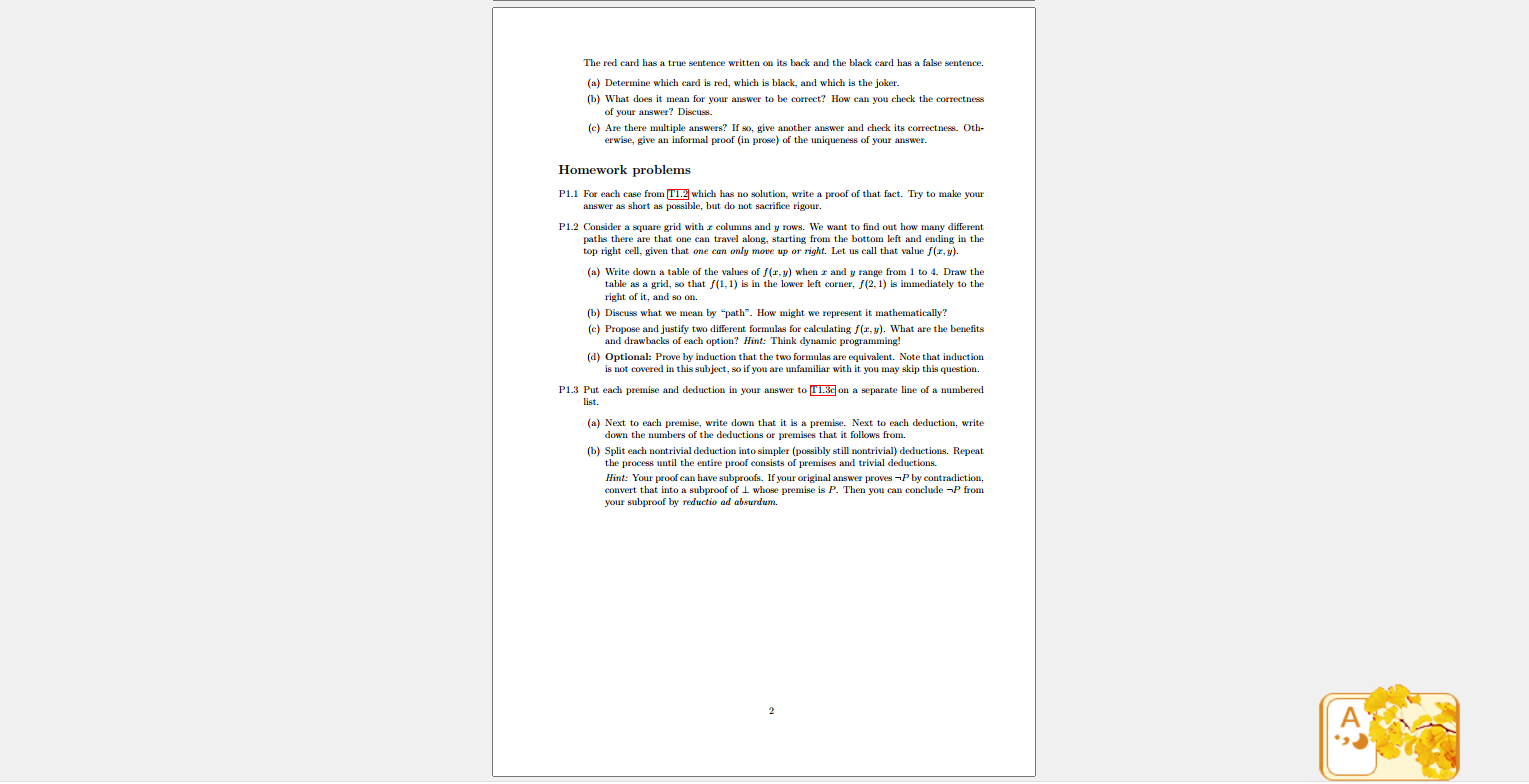 The red card has a true sentence written on its back and the black card has a false sentence.
(a) Determine which card is red, which is black, and which is the joker.
(b) What does it mean for your answer to be correct? How can you check the correctness
of your answer? Discuss.
(c) Are there multiple answers? If so, give another answer and check its correctness. Oth-
erwise, give an informal proof (in prose) of the uniqueness of your answer.
Homework problems
P1.1 For each case from T1.2 which has no solution, write a proof of that fact. Try to make your
answer as short as possible, but do not sacrifice rigour.
P1.2 Consider a square grid with x columns and y rows. We want to find out how many different
paths there are that one can travel along, starting from the bottom left and ending in the
top right cell, given that one can only move up or right. Let us call that value f(x, y).
(a) Write down a table of the values of f(x, y) when x and y range from 1 to 4. Draw the
table as a grid, so that f(1, 1) is in the lower left corner, f(2, 1) is immediately to the
right of it, and so on.
(b) Discuss what we mean by “path”. How might we represent it mathematically?
(c) Propose and justify two different formulas for calculating f(x, y). What are the benefits
and drawbacks of each option? Hint: Think dynamic programming!
(d) Optional: Prove by induction that the two formulas are equivalent. Note that induction
is not covered in this subject, so if you are unfamiliar with it you may skip this question.
P1.3 Put each premise and deduction in your answer to T1.3c on a separate line of a numbered
list.
(a) Next to each premise, write down that it is a premise. Next to each deduction, write
down the numbers of the deductions or premises that it follows from.
(b) Split each nontrivial deduction into simpler (possibly still nontrivial) deductions. Repeat
the process until the entire proof consists of premises and trivial deductions.
Hint: Your proof can have subproofs. If your original answer proves ¬P by contradiction,
convert that into a subproof of ⊥ whose premise is P. Then you can conclude ¬P from
your subproof by reductio ad absurdum.
2
A